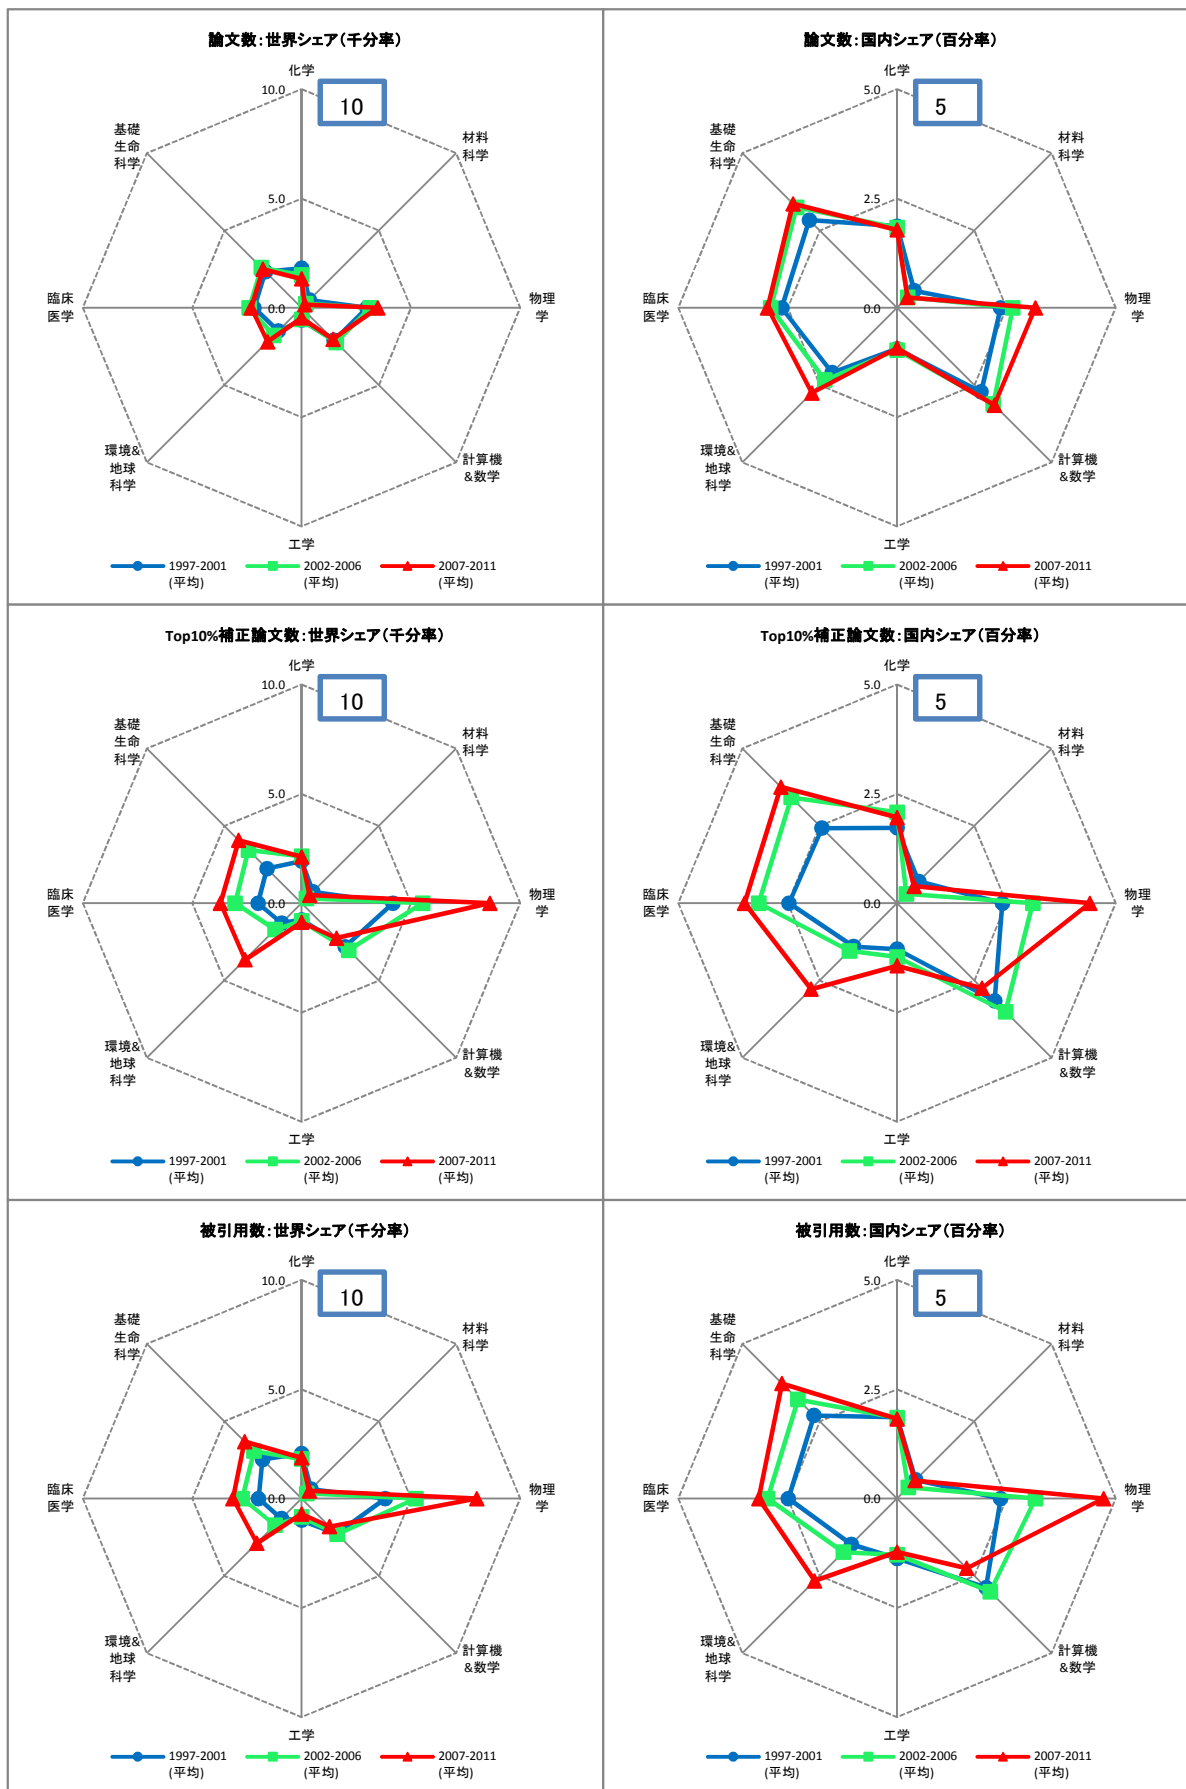 論文数：世界シェア（千分率）
化学
10.0
10
基礎
生命
科学
材料
科学
5.0
臨床
医学
0.0
物理
学
環境&
地球
科学
計算機
&数学
工学
1997-2001
(平均)
2002-2006
(平均)
2007-2011
(平均)
論文数：国内シェア（百分率）
化学
5.0
5
基礎
生命
科学
材料
科学
2.5
臨床
医学
0.0
物理
学
環境&
地球
科学
計算機
&数学
工学
1997-2001
(平均)
2002-2006
(平均)
2007-2011
(平均)
Top10%補正論文数：世界シェア（千分率）
化学
10.0
10
基礎
生命
科学
材料
科学
5.0
臨床
医学
0.0
物理
学
環境&
地球
科学
計算機
&数学
工学
1997-2001
(平均)
2002-2006
(平均)
2007-2011
(平均)
Top10%補正論文数：国内シェア（百分率）
化学
5.0
5
基礎
生命
科学
材料
科学
2.5
臨床
医学
0.0
物理
学
環境&
地球
科学
計算機
&数学
工学
1997-2001
(平均)
2002-2006
(平均)
2007-2011
(平均)
被引用数：世界シェア（千分率）
化学
10.0
10
基礎
生命
科学
材料
科学
5.0
臨床
医学
0.0
物理
学
環境&
地球
科学
計算機
&数学
工学
1997-2001
(平均)
2002-2006
(平均)
2007-2011
(平均)
被引用数：国内シェア（百分率）
化学
5.0
5
基礎
生命
科学
材料
科学
2.5
臨床
医学
0.0
物理
学
環境&
地球
科学
計算機
&数学
工学
1997-2001
(平均)
2002-2006
(平均)
2007-2011
(平均)